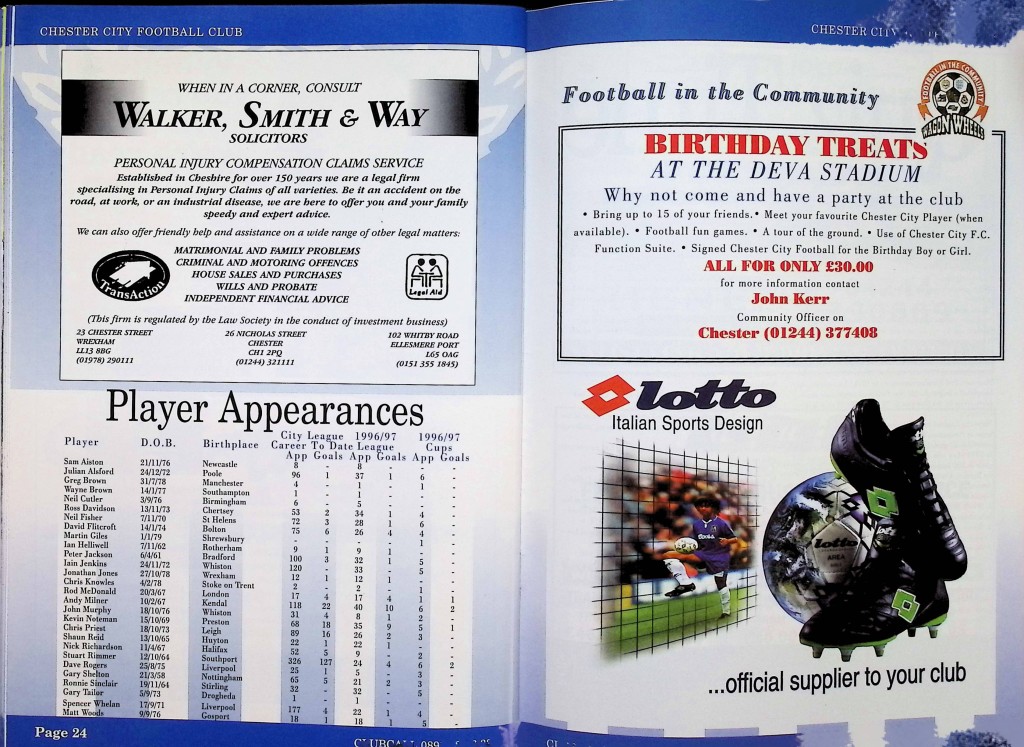 CHESTER CITY FOOTBALL CLUB
WHEN IN A CORNER, CONSULT
WALKER, SMITH & WAY
SOLICITORS
PERSONAL INJURY COMPENSATION CLAIMS SERVICE
Established in Cheshire for over 150 years we are a legal firm
specialising in Personal Injury Claims of all varieties. Be it an accident on the
road, at work, or an industrial disease, we are here to offer you and your family
speedy and expert advice.
We can also offer friendly help and assistance on a wide range of other legal matters:
TransAction
MATRIMONIAL AND FAMILY PROBLEMS
CRIMINAL AND MOTORING OFFENCES
HOUSE SALES AND PURCHASES
WILLS AND PROBATE
INDEPENDENT FINANCIAL ADVICE
Legal Aid
(This firm is regulated by the Law Society in the conduct of investment business)
23 CHESTER STREET
WREXHAM
LL13 8BG
(01978) 290111
26 NICHOLAS STREET
CHESTER
CH1 2PQ
(01244) 321111
102 WHITBY ROAD
ELLESMERE PORT
L65 OAG
(0151 355 1845)
Player Appearances
City League 1996/97 1996/97
Player D.O.B. Birthplace Career To Date League Cups
App Goals App Goals App Goals
Sam Aiston 21/11/76 Newcastle 8 - 8 - - -
Julian Alsford 24/12/72 Poole 96 1 37 1 6 -
Greg Brown 31/7/78 Manchester 4 - 1 - 1 -
Wayne Brown 14/1/77 Southampton 1 - 1 - - -
Neil Cutler 3/9/76 Birmingham 6 - 5 - - -
Ross Davidson 13/11/73 Chertsey 53 2 34 1 4 -
Neil Fisher 7/11/70 St Helens 72 3 28 1 6 -
David Flitcroft 14/1/74 Bolton 75 6 26 4 4 -
Martin Giles 1/1/79 Shrewsbury - - - - 1 -
Ian Helliwell 7/11/62 Rotherham 9 1 9 1 - -
Peter Jackson 6/4/61 Bradford 100 3 32 1 5 -
Iain Jenkins 24/11/72 Whiston 120 - 33 - 5 -
Jonathan Jones 27/10/78 Wrexham 12 1 12 1 - -
Chris Knowles 4/2/78 Stoke on Trent 2 - 2 - - -
Rod McDonald 20/3/67 London 17 4 17 4 1 1
Andy Milner 10/2/67 Kendal 118 22 40 10 6 2
John Murphy 18/10/76 Whiston 31 4 8 1 2 -
Kevin Noteman 15/10/69 Preston 68 18 35 9 5 1
Chris Priest 18/10/73 Leigh 89 16 26 2 3 -
Shaun Reid 13/10/65 Huyton 22 1 22 1 - -
Nick Richardson 11/4/67 Halifax 52 5 9 - 2 -
Stuart Rimmer 12/10/64 Southport 326 127 24 4 6 2
Dave Rogers 25/8/75 Liverpool 25 1 5 - 3 -
Gary Shelton 21/3/58 Nottingham 65 5 21 2 3 -
Ronnie Sinclair 19/11/64 Stirling 32 - 32 - 5 -
Gary Tailor 5/9/73 Drogheda 1 - 1 - - -
Spencer Whelan 17/9/71 Liverpool 177 4 22 1 4 -
Matt Woods 9/9/76 Gosport 18 1 18 1 5 -
Page 24
CLUBCALL
CHESTER
Football in the Community
FOOTBALL IN THE COMMUNITY
WAGON WHEELS
BIRTHDAY TREATS
AT THE DEVA STADIUM
Why not come and have a party at the club
• Bring up to 15 of your friends. • Meet your favourite Chester City Player (when
available). • Football fun games. • A tour of the ground. • Use of Chester City F.C.
Function Suite. • Signed Chester City Football for the Birthday Boy or Girl.
ALL FOR ONLY £30.00
for more information contact
John Kerr
Community Officer on
Chester (01244) 377408
lotto
Italian Sports Design
Coors
lotto
AREA
...official supplier to your club